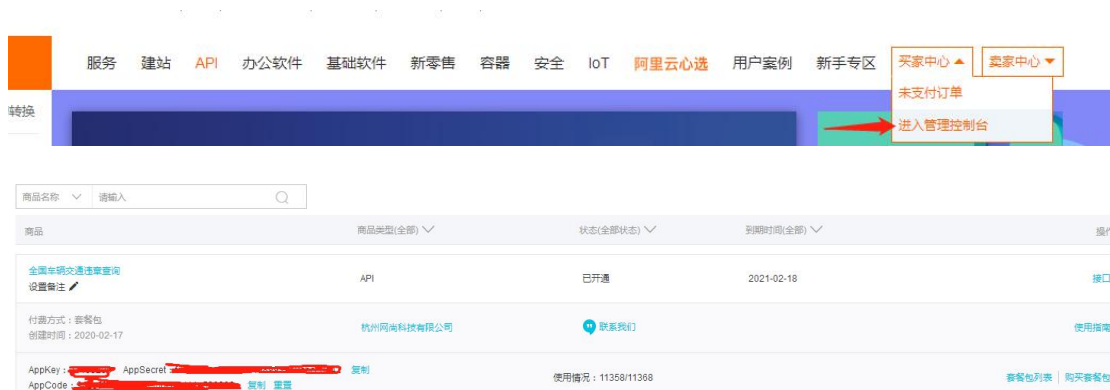 服务 建站 API 办公软件 基础软件 新零售 容器 安全 IoT 阿里云心选 用户案例 新手专区 买家中心 卖家中心
未支付订单
转换
进入管理控制台
商品名称 请输入
商品 商品类型(全部) 状态(全部状态) 到期时间(全部) 操作
全国车辆交通违章查询
设置备注 API 已开通 2021-02-18 接口
付费方式：套餐包
创建时间：2020-02-17 杭州网尚科技有限公司 联系我们 使用指南
AppKey： AppSecret： 复制
AppCode： 复制 重置 使用情况：11358/11368 套餐包列表 购买套餐包